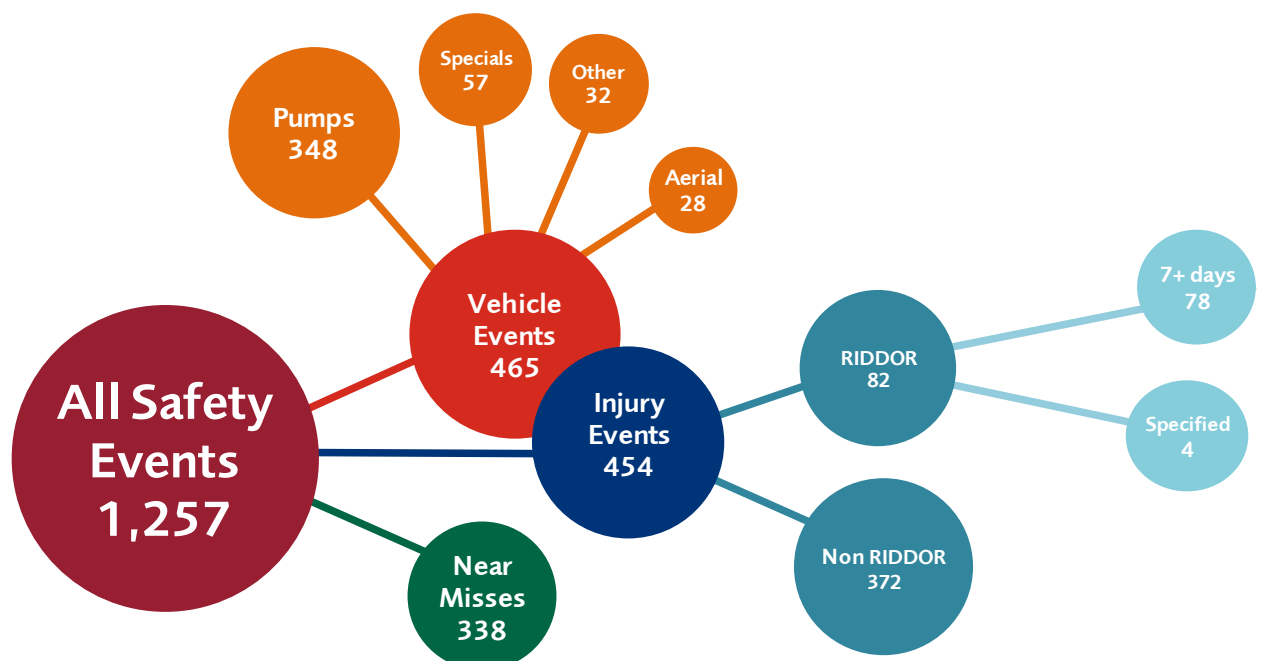 Specials
57
Other
32
Pumps
348
Aerial
28
Vehicle
Events
465
7+ days
78
RIDDOR
82
All Safety
Events
1,257
Injury
Events
454
Specified
4
Near
Misses
338
Non RIDDOR
372